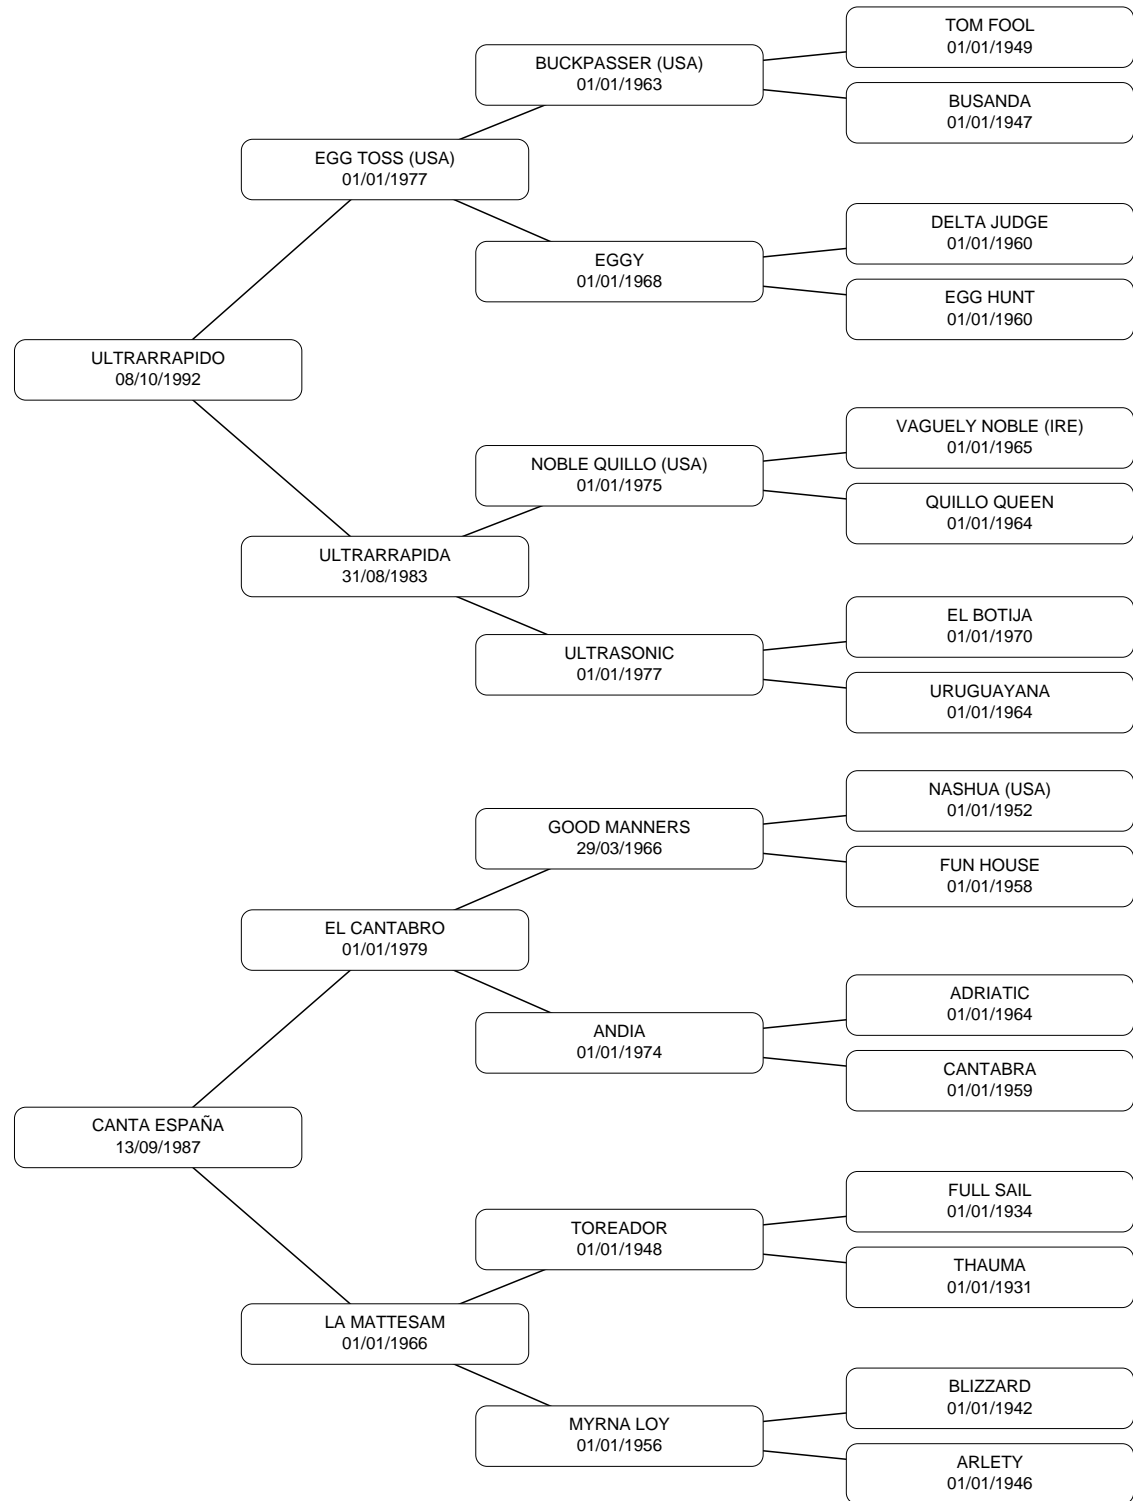 TOM FOOL
01/01/1949
BUCKPASSER (USA)
01/01/1963
BUSANDA
01/01/1947
EGG TOSS (USA)
01/01/1977
DELTA JUDGE
01/01/1960
EGGY
01/01/1968
EGG HUNT
01/01/1960
ULTRARRAPIDO
08/10/1992
VAGUELY NOBLE (IRE)
01/01/1965
NOBLE QUILLO (USA)
01/01/1975
QUILLO QUEEN
01/01/1964
ULTRARRAPIDA
31/08/1983
EL BOTIJA
01/01/1970
ULTRASONIC
01/01/1977
URUGUAYANA
01/01/1964
NASHUA (USA)
01/01/1952
GOOD MANNERS
29/03/1966
FUN HOUSE
01/01/1958
EL CANTABRO
01/01/1979
ADRIATIC
01/01/1964
ANDIA
01/01/1974
CANTABRA
01/01/1959
CANTA ESPAÑA
13/09/1987
FULL SAIL
01/01/1934
TOREADOR
01/01/1948
THAUMA
01/01/1931
LA MATTESAM
01/01/1966
BLIZZARD
01/01/1942
MYRNA LOY
01/01/1956
ARLETY
01/01/1946